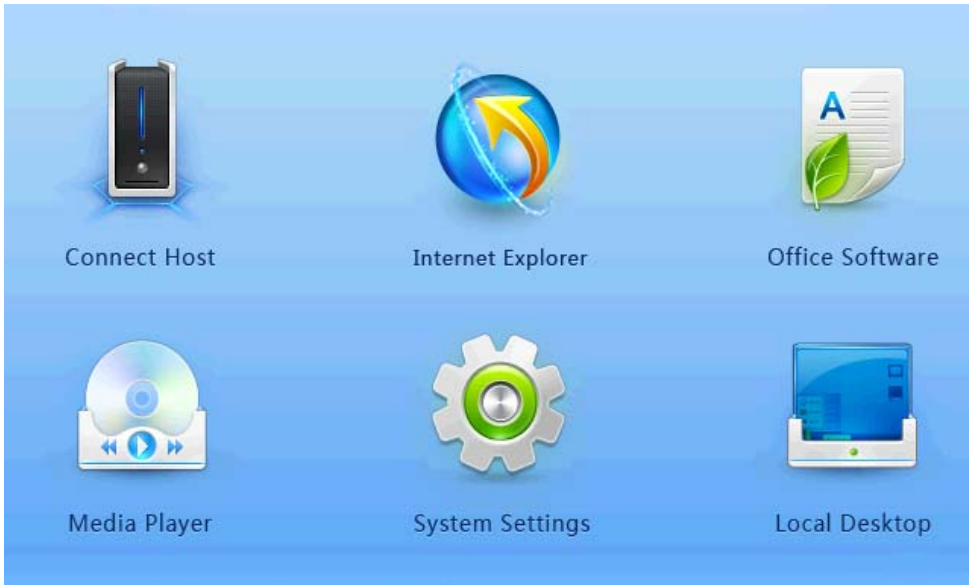 A
Connect Host
Internet Explorer
Office Software
Media Player
System Settings
Local Desktop